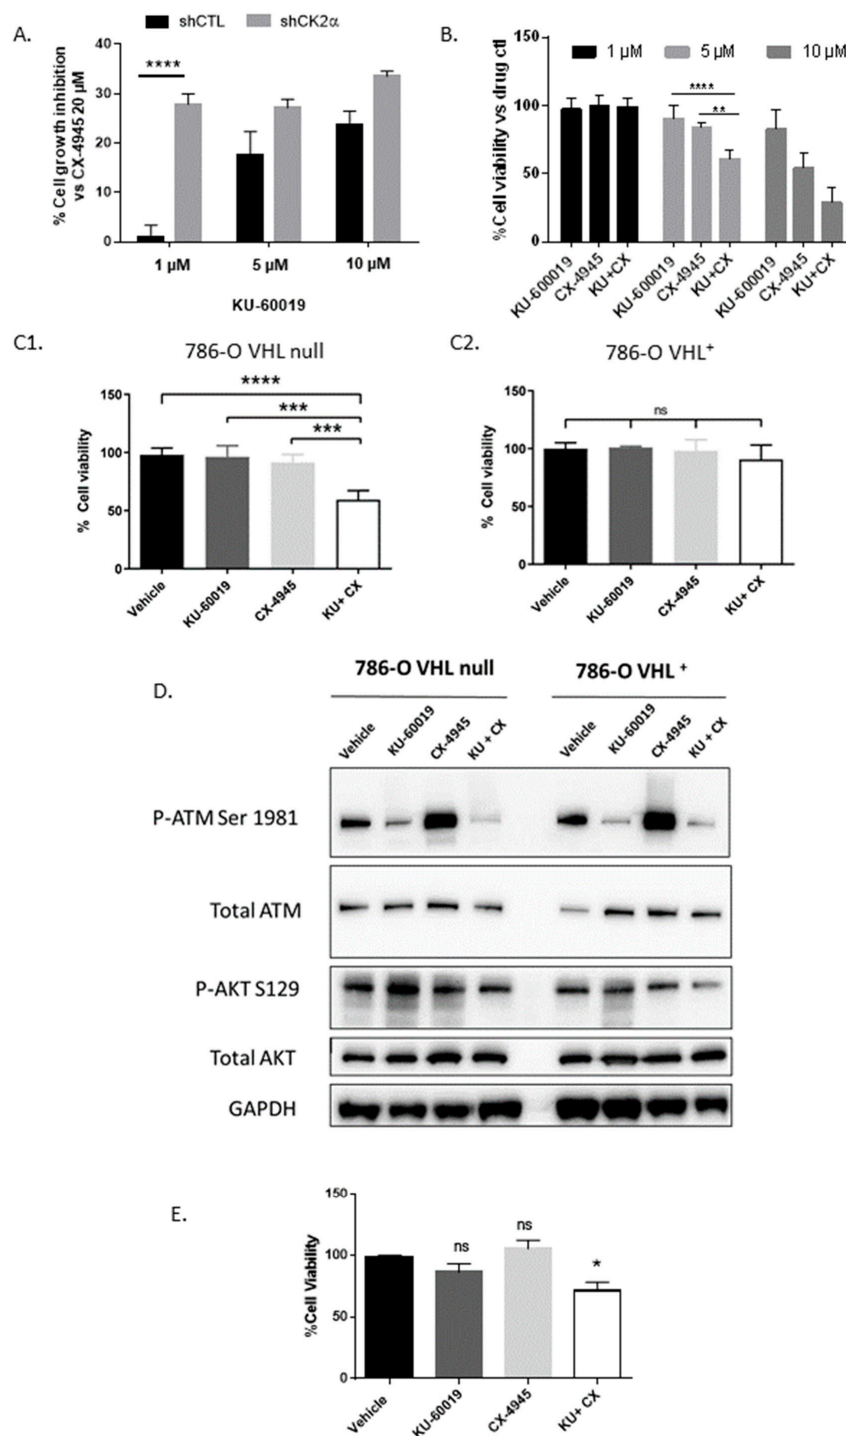 A.
shCTL shCK2α
% Cell growth inhibition
vs CX-4945 20 µM
40
30
20
10
0
****
1 µM 5 µM 10 µM
KU-60019
B.
%Cell viability vs drug ctl
150
100
50
0
1 µM 5 µM 10 µM
****
**
KU-600019 CX-4945 KU+CX KU-600019 CX-4945 KU+CX KU-600019 CX-4945 KU+CX
C1.
786-O VHL null
% Cell viability
150
100
50
0
****
***
***
Vehicle KU-60019 CX-4945 KU+ CX
C2.
786-O VHL+
% Cell viability
150
100
50
0
ns
Vehicle KU-60019 CX-4945 KU+ CX
D.
786-O VHL null 786-O VHL +
Vehicle KU-60019 CX-4945 KU + CX Vehicle KU-60019 CX-4945 KU + CX
P-ATM Ser 1981
Total ATM
P-AKT S129
Total AKT
GAPDH
E.
%Cell Viability
150
100
50
0
ns
ns
*
Vehicle KU-60019 CX-4945 KU+ CX